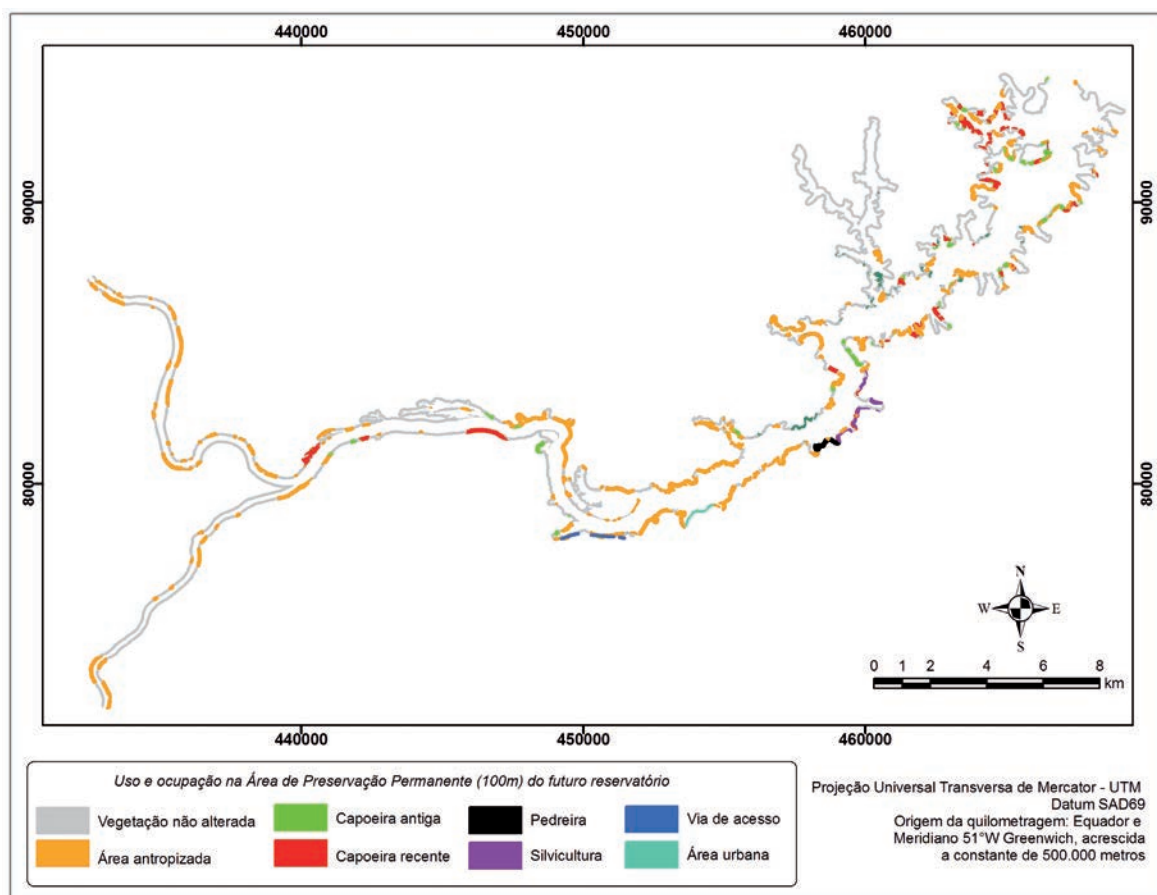 440000 450000 460000
90000 90000
80000 80000
N
W E
S
0 1 2 4 6 8
km
440000 450000 460000
Uso e ocupação na Área de Preservação Permanente (100m) do futuro reservatório
Vegetação não alterada
Capoeira antiga
Pedreira
Via de acesso
Área antropizada
Capoeira recente
Silvicultura
Área urbana
Projeção Universal Transversa de Mercator - UTM
Datum SAD69
Origem da quilometragem: Equador e
Meridiano 51°W Greenwich, acrescida
a constante de 500.000 metros